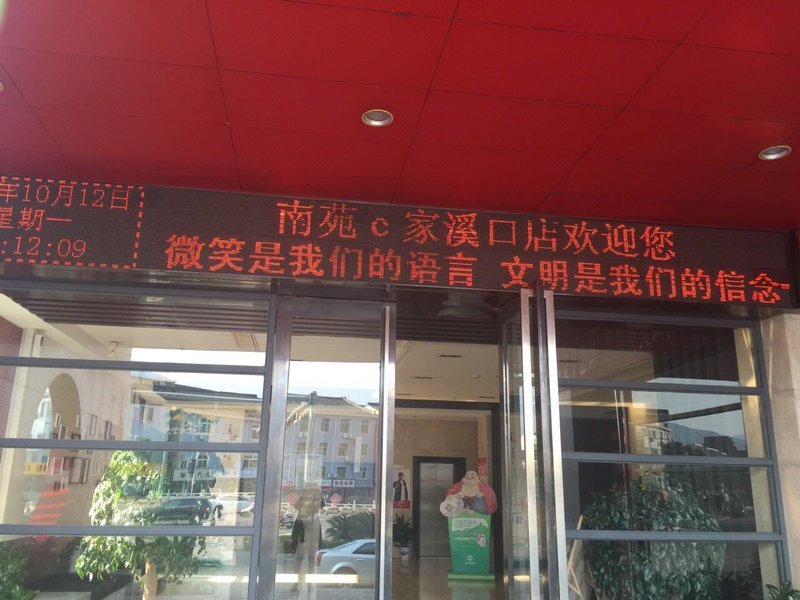 年10月12日
星期一
:12:09
南苑 c 家溪口店欢迎您
微笑是我们的语言 文明是我们的信念